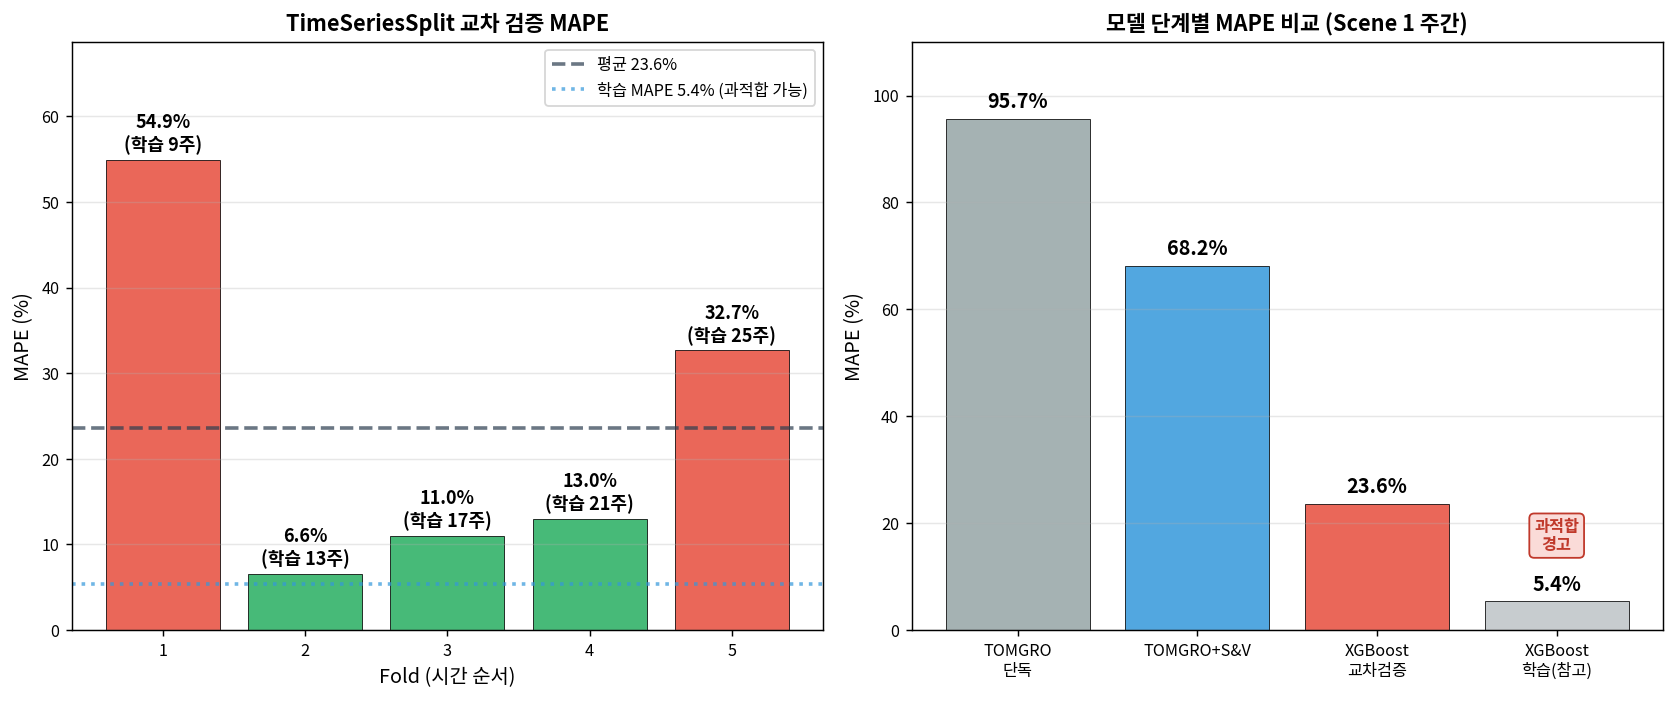 TimeSeriesSplit 교차 검증 MAPE
MAPE (%)
60
50
40
30
20
10
0
평균 23.6%
학습 MAPE 5.4% (과적합 가능)
54.9%
(학습 9주)
6.6%
(학습 13주)
11.0%
(학습 17주)
13.0%
(학습 21주)
32.7%
(학습 25주)
1
2
3
4
5
Fold (시간 순서)
모델 단계별 MAPE 비교 (Scene 1 주간)
MAPE (%)
100
80
60
40
20
0
95.7%
68.2%
23.6%
과적합
경고
5.4%
TOMGRO
단독
TOMGRO+S&V
XGBoost
교차검증
XGBoost
학습(참고)